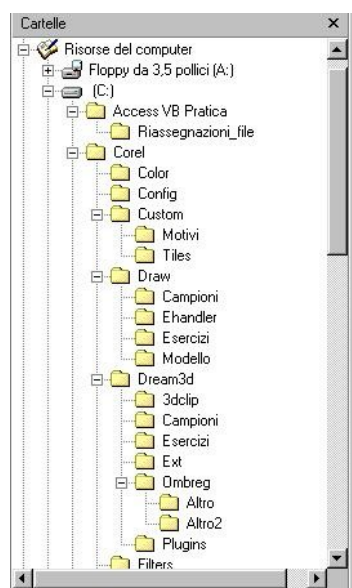 Cartelle
Risorse del computer
Floppy da 3,5 pollici (A:)
(C:)
Access VB Pratica
Riassegnazioni_file
Corel
Color
Config
Custom
Motivi
Tiles
Draw
Campioni
Ehandler
Esercizi
Modello
Dream3d
3dclip
Campioni
Esercizi
Ext
Ombreg
Altro
Altro2
Plugins
Filters